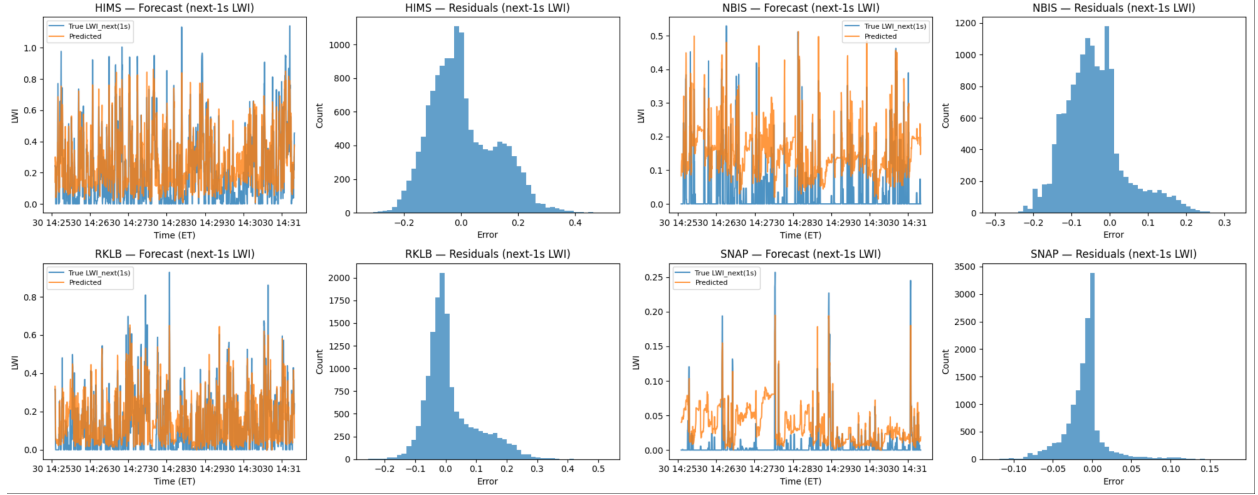 HIMS — Forecast (next-1s LWI)
True LWI_next(1s)
Predicted
LWI
1.0
0.8
0.6
0.4
0.2
0.0
30 14:2530 14:2630 14:2730 14:2830 14:2930 14:3030 14:31
Time (ET)
HIMS — Residuals (next-1s LWI)
Count
1000
800
600
400
200
0
−0.2 0.0 0.2 0.4
Error
NBIS — Forecast (next-1s LWI)
True LWI_next(1s)
Predicted
LWI
0.5
0.4
0.3
0.2
0.1
0.0
30 14:2530 14:2630 14:2730 14:2830 14:2930 14:3030 14:31
Time (ET)
NBIS — Residuals (next-1s LWI)
Count
1200
1000
800
600
400
200
0
−0.3 −0.2 −0.1 0.0 0.1 0.2 0.3
Error
RKLB — Forecast (next-1s LWI)
True LWI_next(1s)
Predicted
LWI
0.8
0.6
0.4
0.2
0.0
30 14:2530 14:2630 14:2730 14:2830 14:2930 14:3030 14:31
Time (ET)
RKLB — Residuals (next-1s LWI)
Count
2000
1750
1500
1250
1000
750
500
250
0
−0.2 −0.1 0.0 0.1 0.2 0.3 0.4 0.5
Error
SNAP — Forecast (next-1s LWI)
True LWI_next(1s)
Predicted
LWI
0.25
0.20
0.15
0.10
0.05
0.00
30 14:2530 14:2630 14:2730 14:2830 14:2930 14:3030 14:31
Time (ET)
SNAP — Residuals (next-1s LWI)
Count
3500
3000
2500
2000
1500
1000
500
0
−0.10 −0.05 0.00 0.05 0.10 0.15
Error